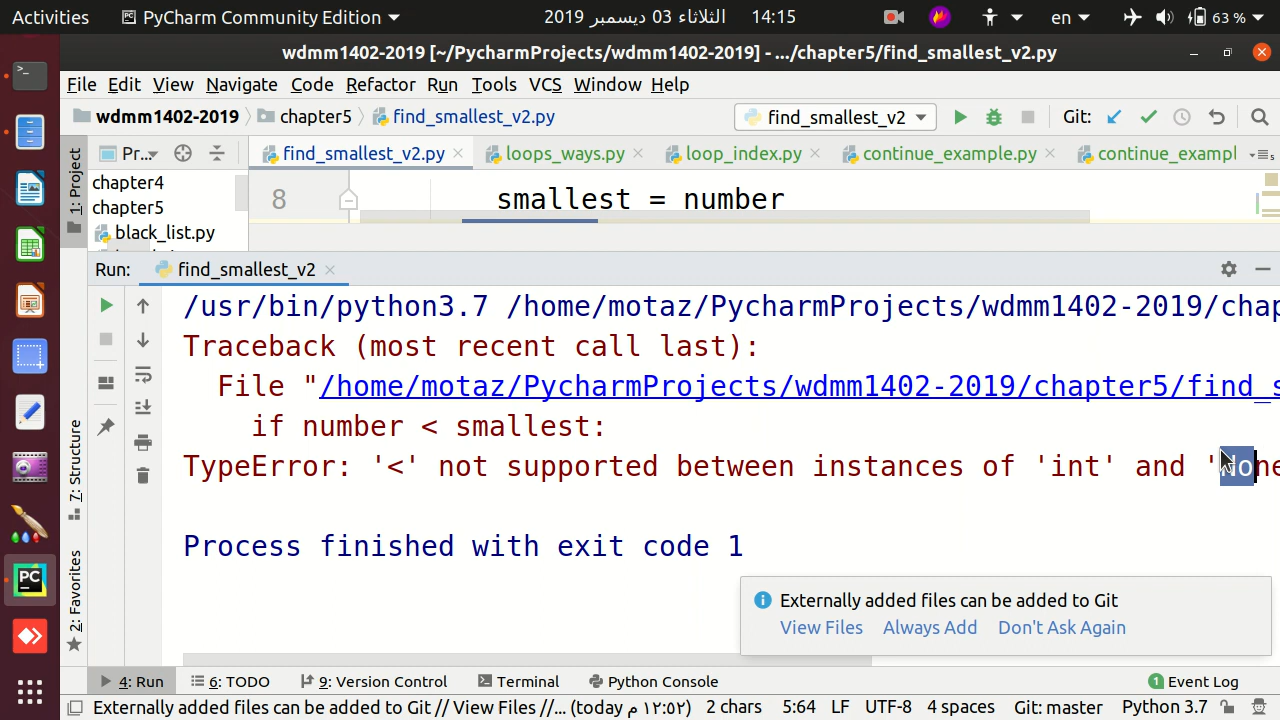 Activities PyCharm Community Edition الثلاثاء 03 ديسمبر 2019 14:15 en 63 %
wdmm1402-2019 [~/PycharmProjects/wdmm1402-2019] - .../chapter5/find_smallest_v2.py
File Edit View Navigate Code Refactor Run Tools VCS Window Help
wdmm1402-2019 chapter5 find_smallest_v2.py find_smallest_v2 Git:
1: Project
Pr... find_smallest_v2.py loops_ways.py loop_index.py continue_example.py continue_exampl
chapter4
chapter5
black_list.py
8 smallest = number
Run: find_smallest_v2
/usr/bin/python3.7 /home/motaz/PycharmProjects/wdmm1402-2019/chap
Traceback (most recent call last):
File "/home/motaz/PycharmProjects/wdmm1402-2019/chapter5/find_s
if number < smallest:
TypeError: '<' not supported between instances of 'int' and 'None
Process finished with exit code 1
7: Structure
2: Favorites
Externally added files can be added to Git
View Files Always Add Don't Ask Again
4: Run 6: TODO 9: Version Control Terminal Python Console 1 Event Log
Externally added files can be added to Git // View Files //... (today م ١٢:٥٢) 2 chars 5:64 LF UTF-8 4 spaces Git: master Python 3.7